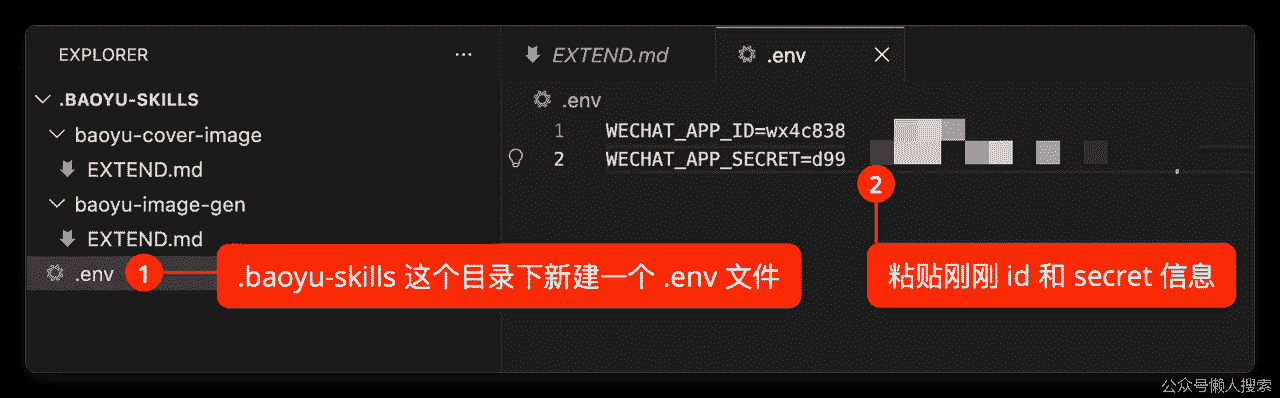 EXPLORER
...
.BAOYU-SKILLS
baoyu-cover-image
EXTEND.md
baoyu-image-gen
EXTEND.md
.env
1
.baoyu-skills 这个目录下新建一个 .env 文件
EXTEND.md
.env
.env
1 WECHAT_APP_ID=wx4c838
2 WECHAT_APP_SECRET=d99
2
粘贴刚刚 id 和 secret 信息
公众号懒人搜索